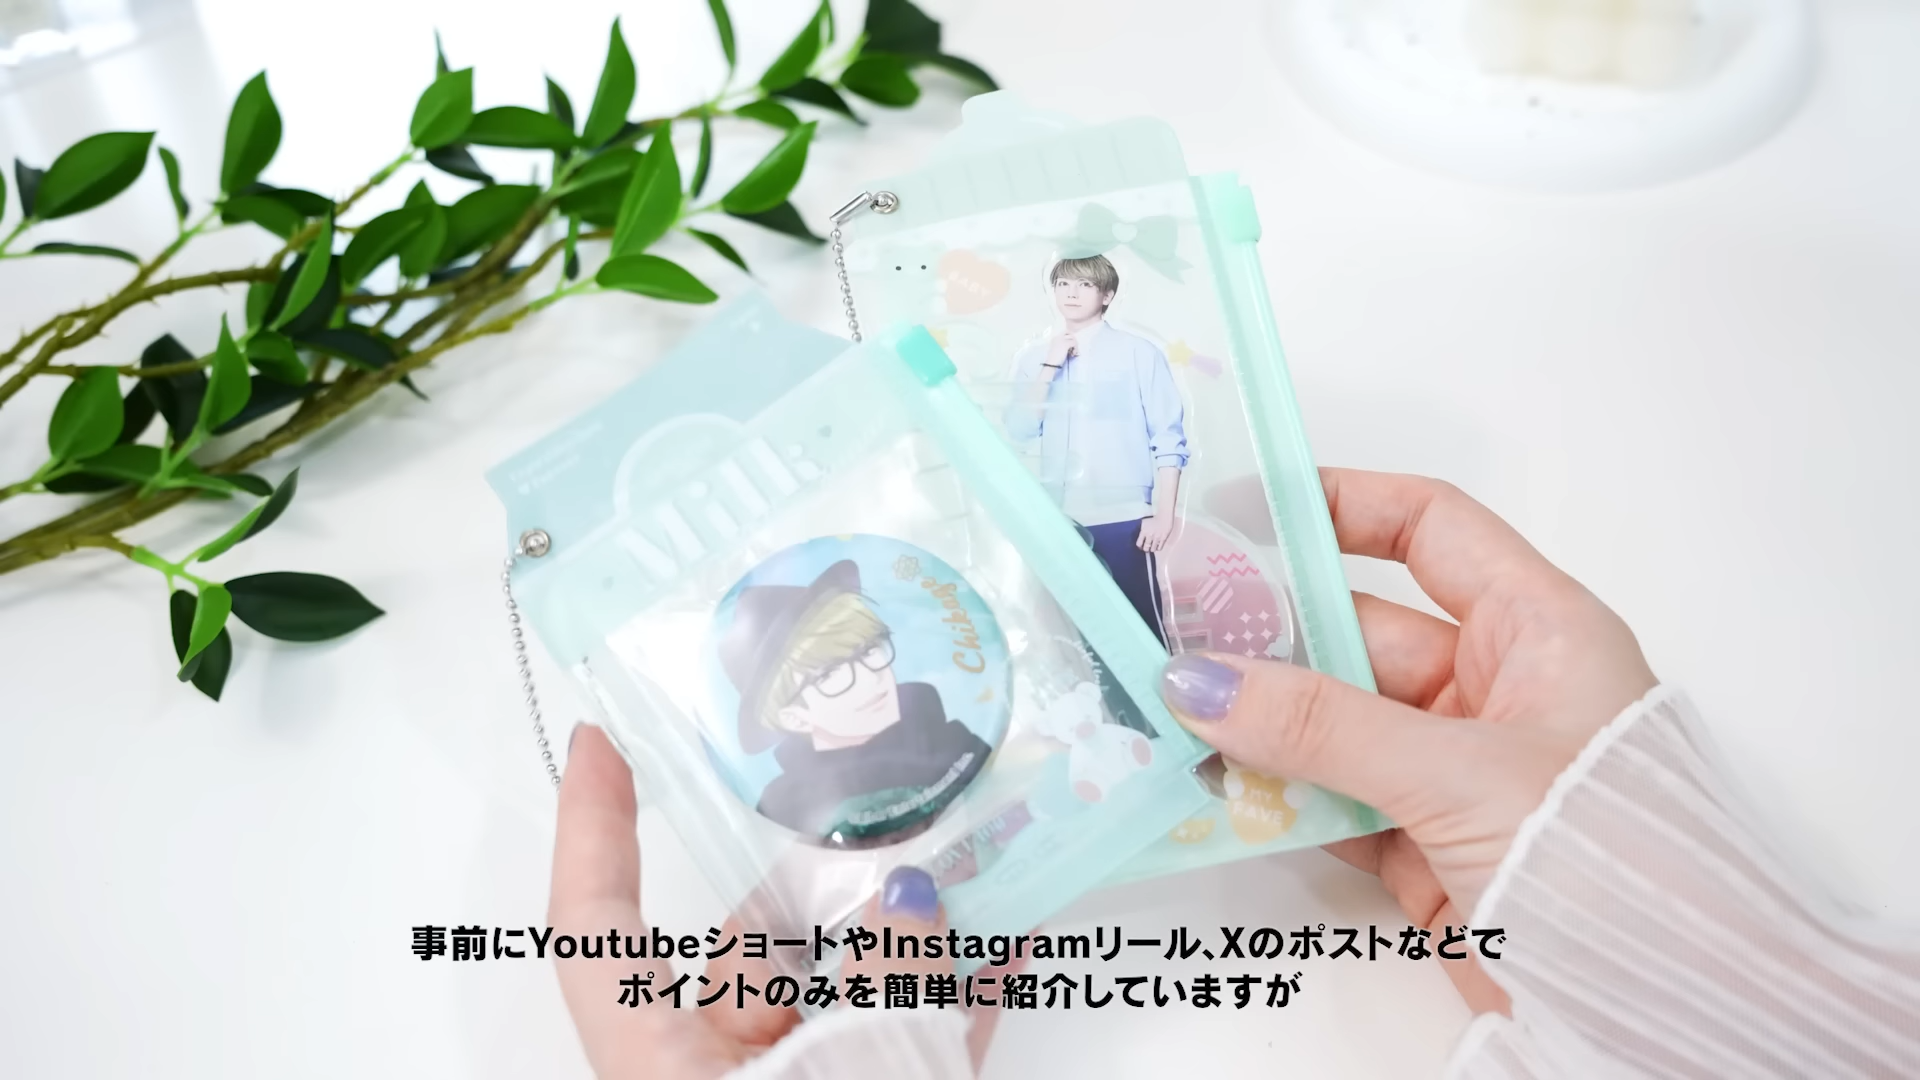 BABY
Milk
Chikage
MY
FAVE
事前にYoutubeショートやInstagramリール、Xのポストなどで
ポイントのみを簡単に紹介していますが